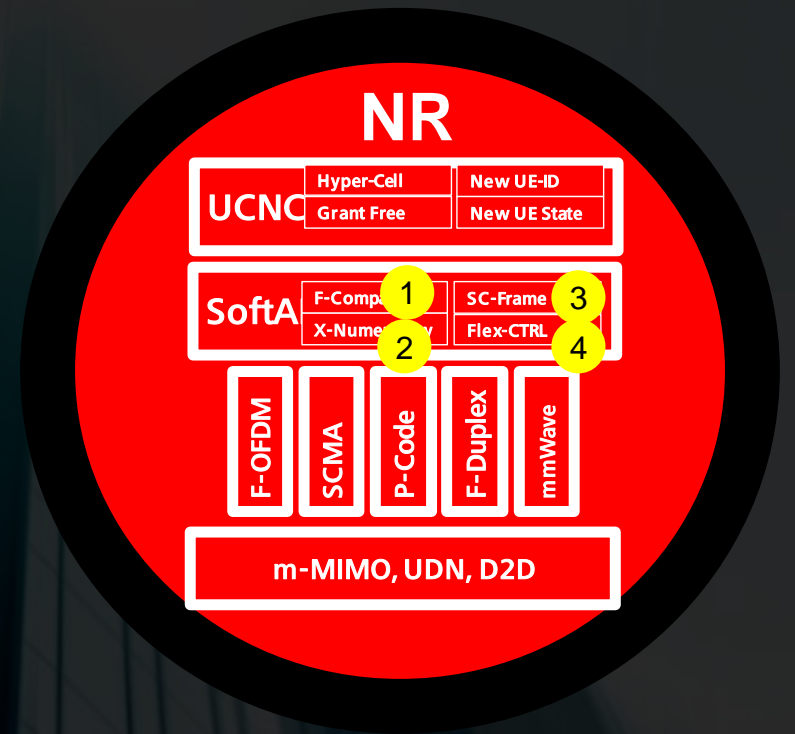 NR
UCNC
Hyper-Cell
New UE-ID
Grant Free
New UE State
SoftA
1
SC-Frame
3
2
Flex-CTRL
4
F-OFDM
SCMA
P-Code
F-Duplex
mmWave
m-MIMO, UDN, D2D